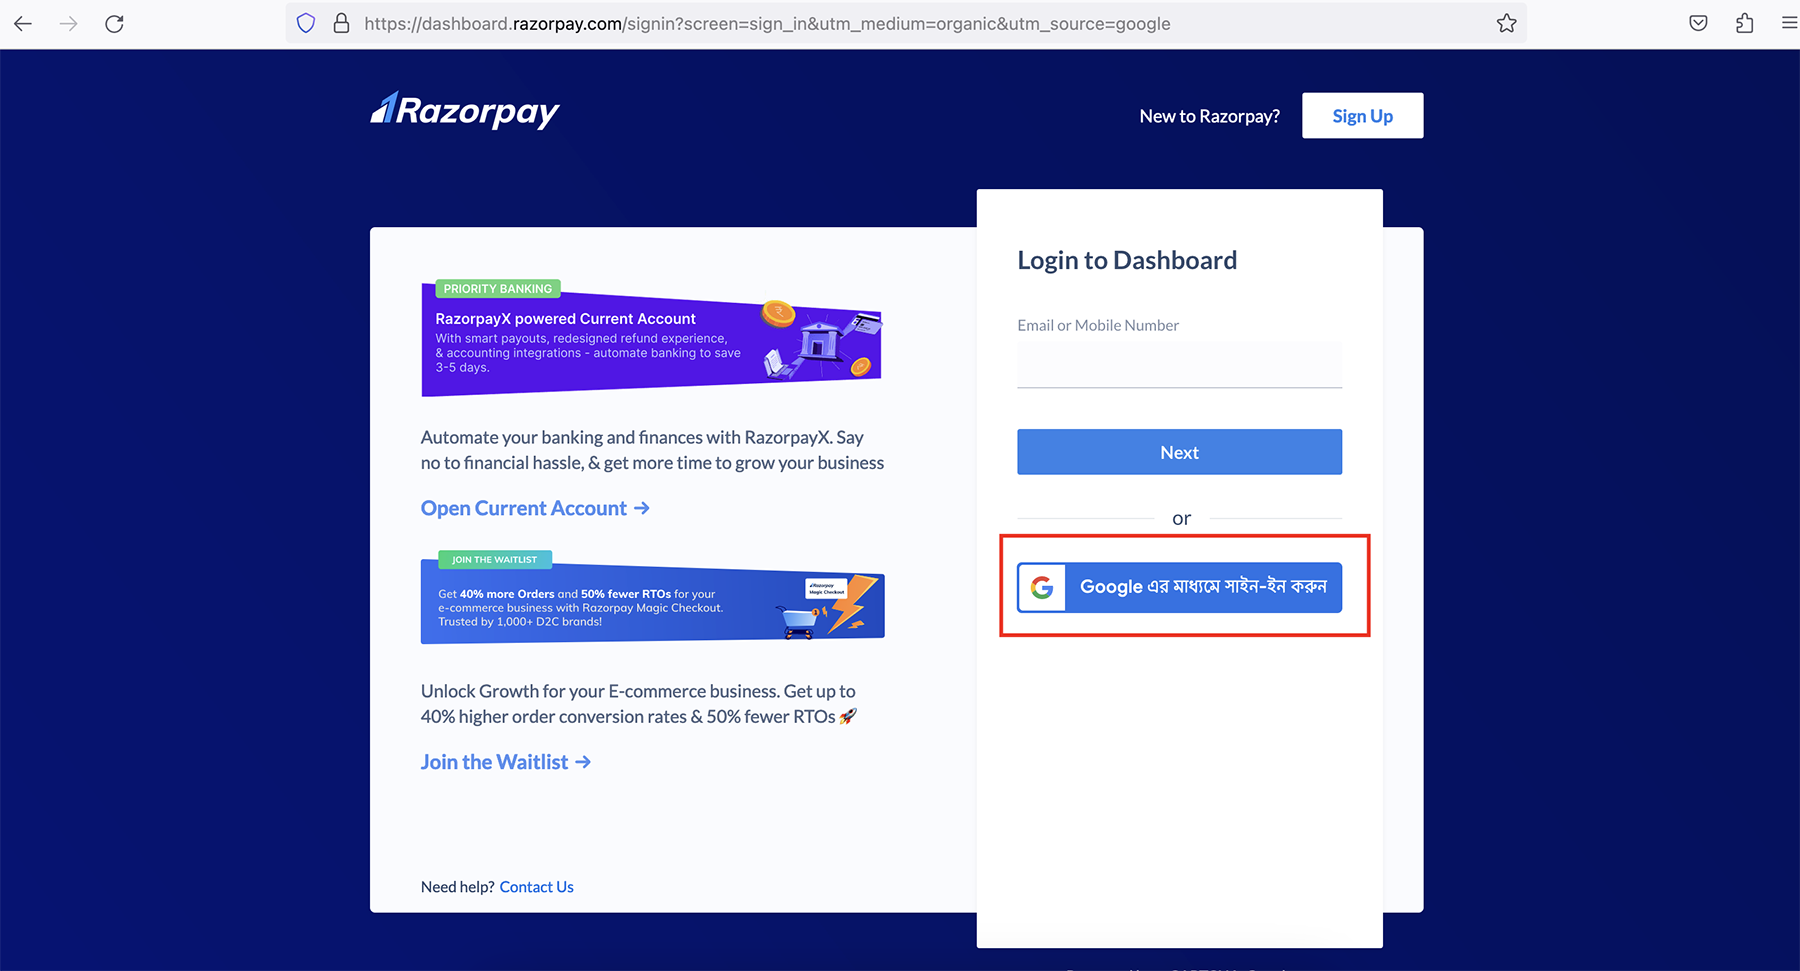 https://dashboard.razorpay.com/signin?screen=sign_in&utm_medium=organic&utm_source=google
Razorpay
New to Razorpay?
Sign Up
PRIORITY BANKING
RazorpayX powered Current Account
With smart payouts, redesigned refund experience,
& accounting integrations - automate banking to save
3-5 days.
Automate your banking and finances with RazorpayX. Say
no to financial hassle, & get more time to grow your business
Open Current Account →
JOIN THE WAITLIST
Get 40% more Orders and 50% fewer RTOs for your
e-commerce business with Razorpay Magic Checkout.
Trusted by 1,000+ D2C brands!
Razorpay
Magic Checkout
Unlock Growth for your E-commerce business. Get up to
40% higher order conversion rates & 50% fewer RTOs 🚀
Join the Waitlist →
Need help? Contact Us
Login to Dashboard
Email or Mobile Number
Next
or
Google এর মাধ্যমে সাইন-ইন করুন